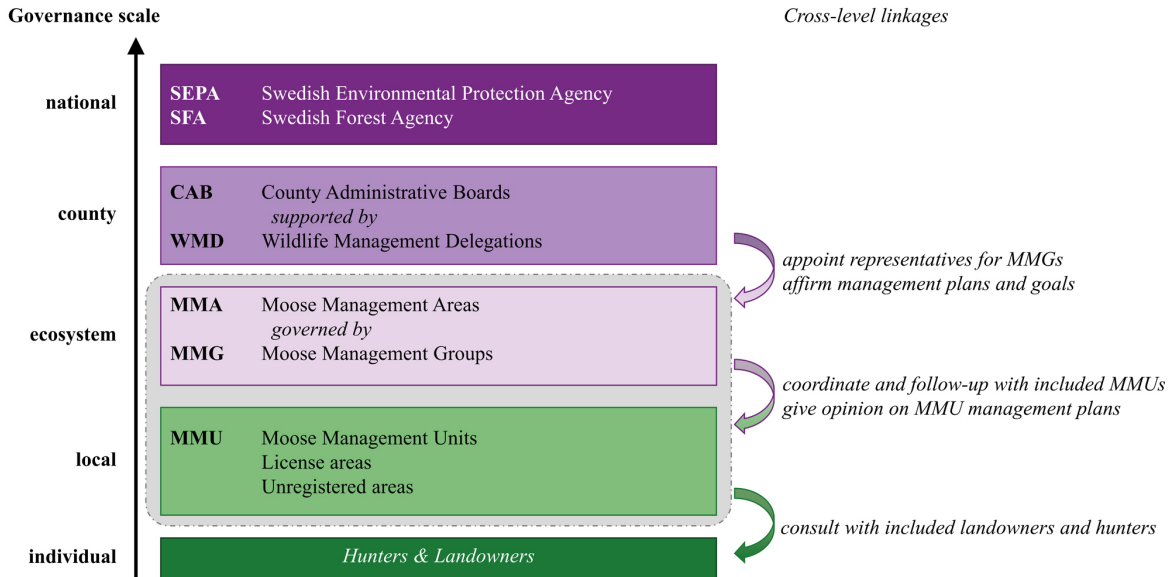 Governance scale
Cross-level linkages
national
SEPA Swedish Environmental Protection Agency
SFA Swedish Forest Agency
county
CAB County Administrative Boards
supported by
WMD Wildlife Management Delegations
appoint representatives for MMGs
affirm management plans and goals
ecosystem
MMA Moose Management Areas
governed by
MMG Moose Management Groups
coordinate and follow-up with included MMUs
give opinion on MMU management plans
local
MMU Moose Management Units
License areas
Unregistered areas
consult with included landowners and hunters
individual
Hunters & Landowners